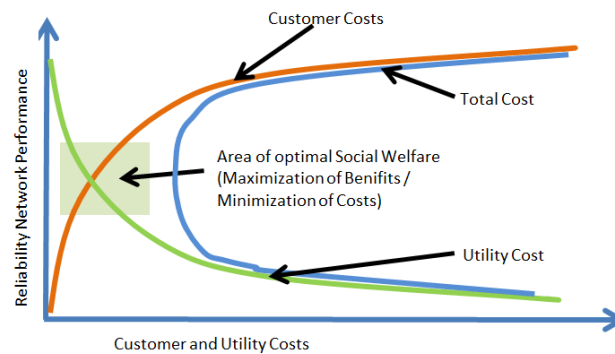 Customer Costs
Total Cost
Area of optimal Social Welfare
(Maximization of Benifits /
Minimization of Costs)
Utility Cost
Reliability Network Performance
Customer and Utility Costs